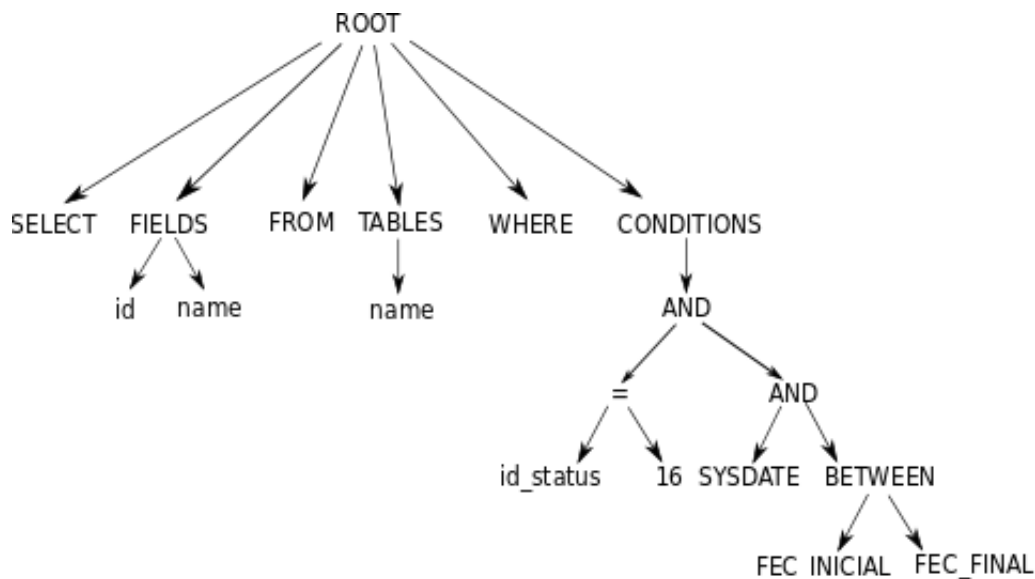 ROOT
SELECT FIELDS FROM TABLES WHERE CONDITIONS
id name name AND
= AND
id_status 16 SYSDATE BETWEEN
FEC_INICIAL FEC_FINAL